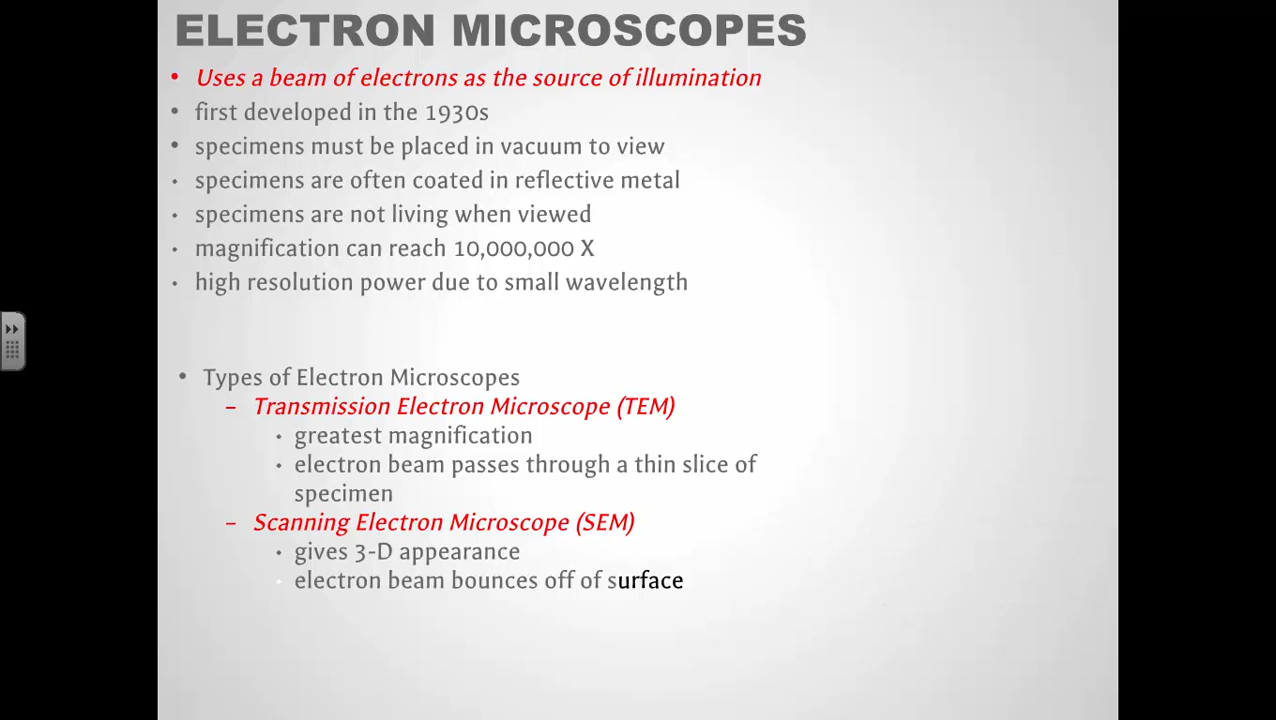 ELECTRON MICROSCOPES
• Uses a beam of electrons as the source of illumination
• first developed in the 1930s
• specimens must be placed in vacuum to view
• specimens are often coated in reflective metal
• specimens are not living when viewed
• magnification can reach 10,000,000 X
• high resolution power due to small wavelength
• Types of Electron Microscopes
– Transmission Electron Microscope (TEM)
• greatest magnification
• electron beam passes through a thin slice of
specimen
– Scanning Electron Microscope (SEM)
• gives 3-D appearance
• electron beam bounces off of surface